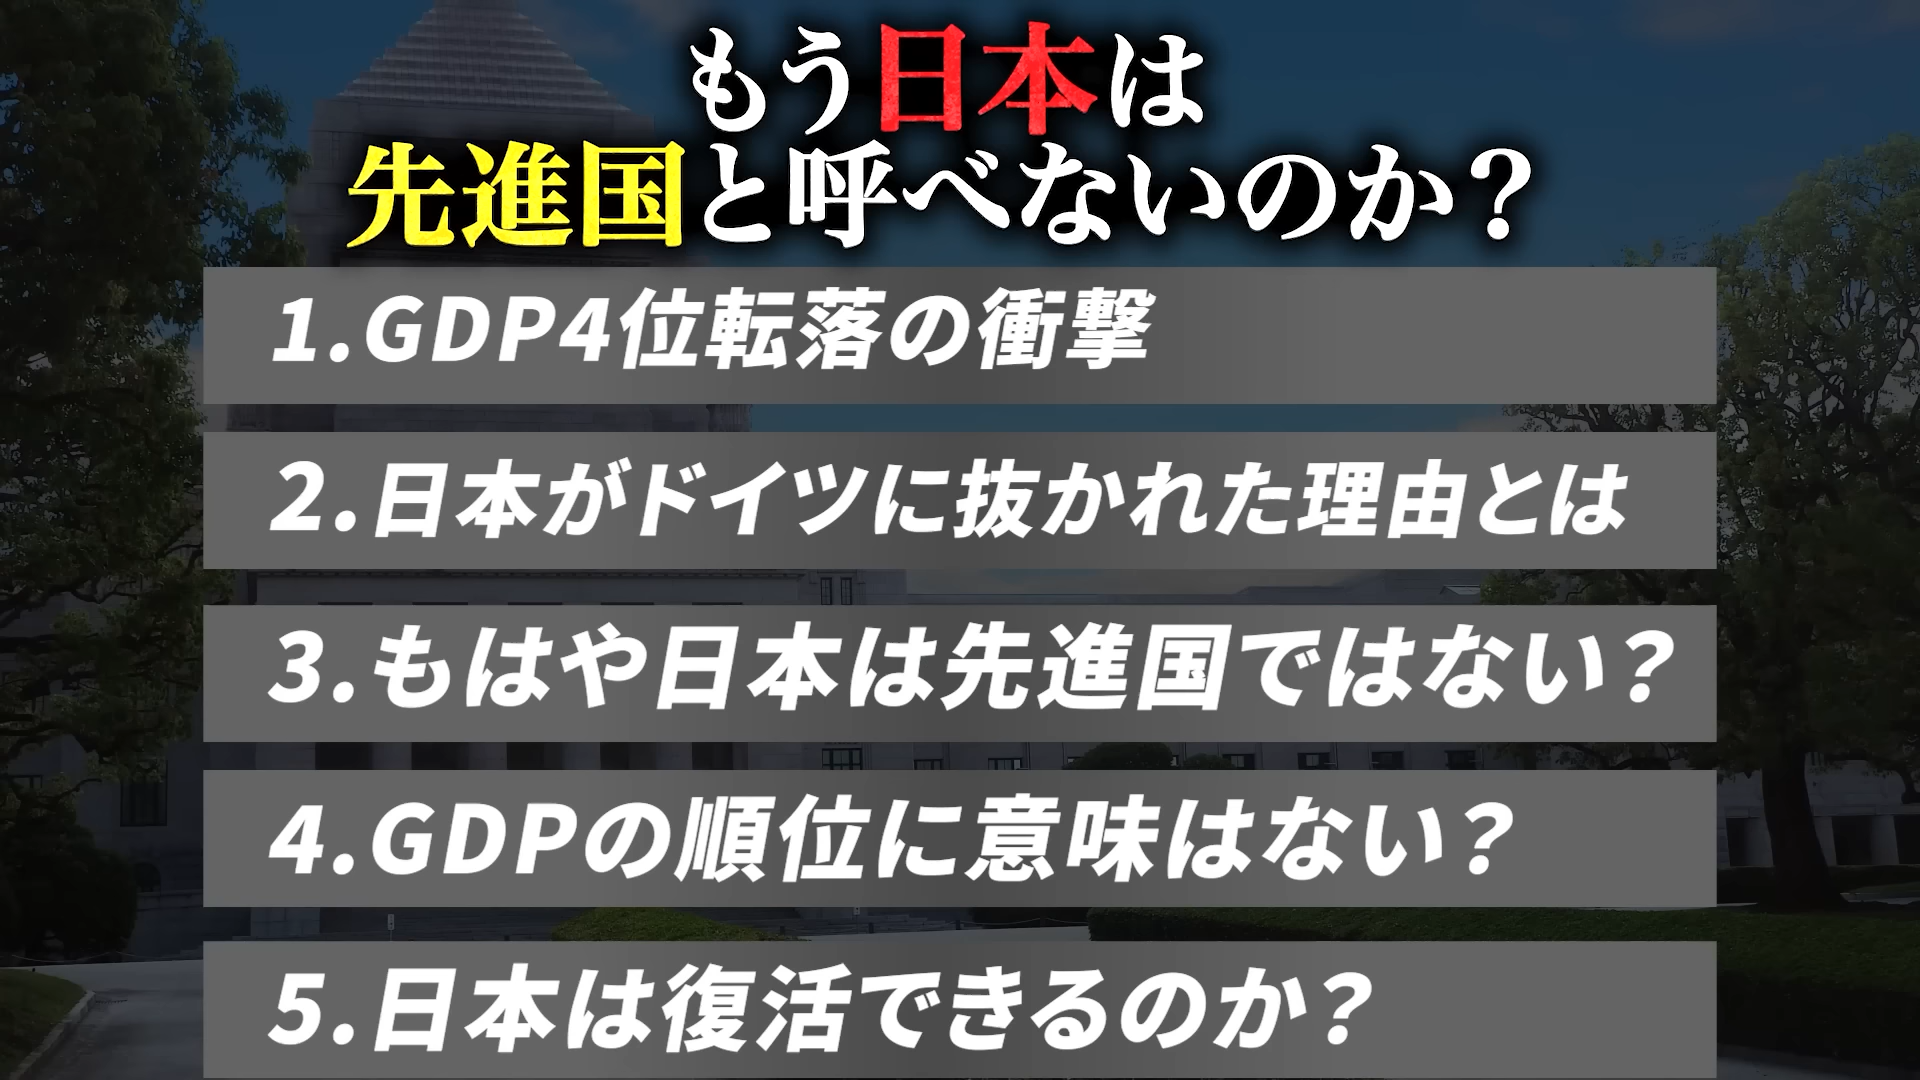 もう日本は
先進国と呼べないのか？
1.GDP4位転落の衝撃
2.日本がドイツに抜かれた理由とは
3.もはや日本は先進国ではない？
4.GDPの順位に意味はない？
5.日本は復活できるのか？